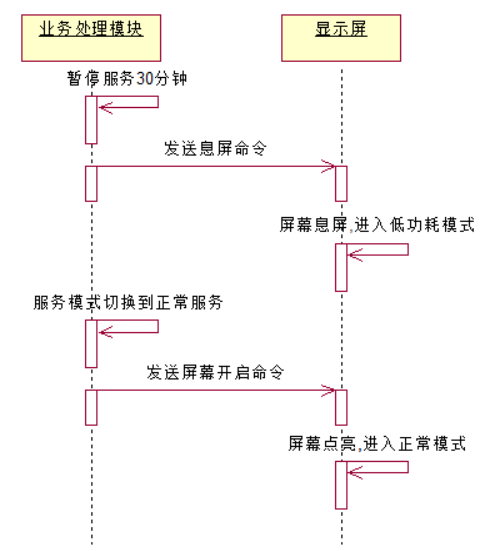 业务处理模块
显示屏
暂停服务30分钟
发送息屏命令
屏幕息屏,进入低功耗模式
服务模式切换到正常服务
发送屏幕开启命令
屏幕点亮,进入正常模式